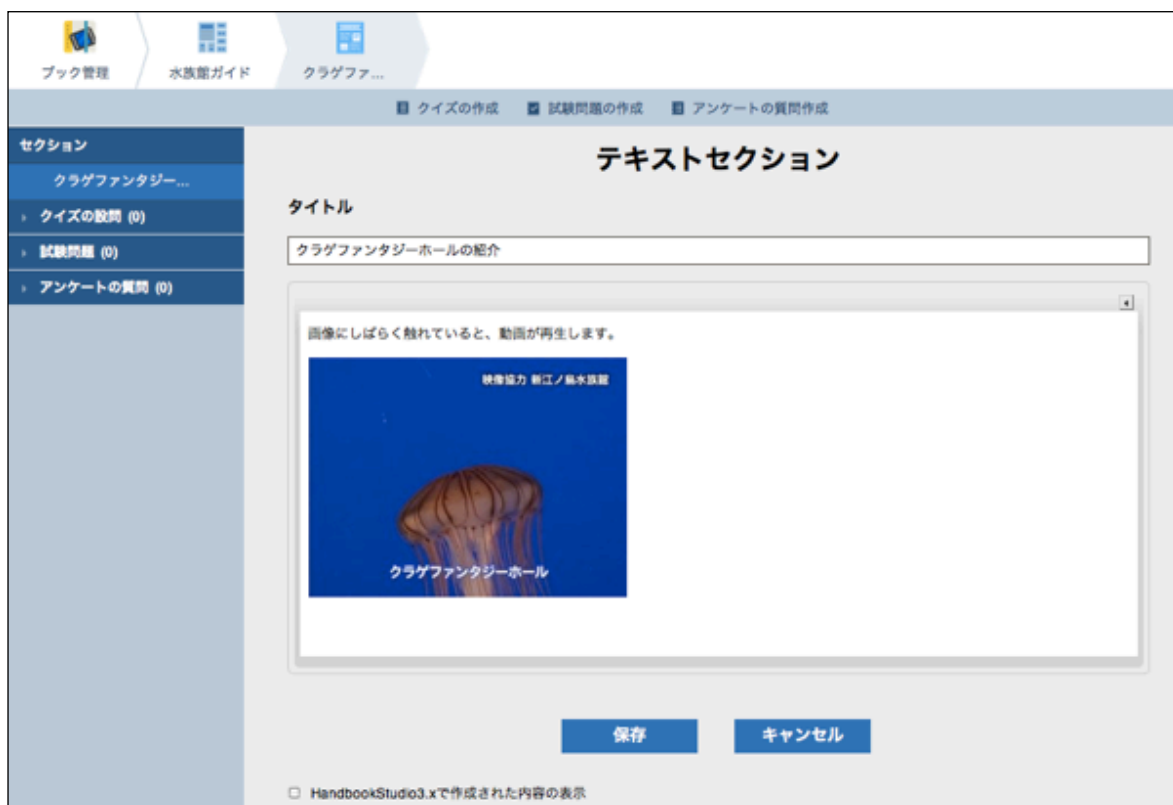 ブック管理
水族館ガイド
クラゲファ...
クイズの作成
試験問題の作成
アンケートの質問作成
セクション
クラゲファンタジー...
クイズの設問 (0)
試験問題 (0)
アンケートの質問 (0)
テキストセクション
タイトル
クラゲファンタジーホールの紹介
画像にしばらく触れていると、動画が再生します。
映像協力 新江ノ島水族館
クラゲファンタジーホール
保存
キャンセル
HandbookStudio3.xで作成された内容の表示